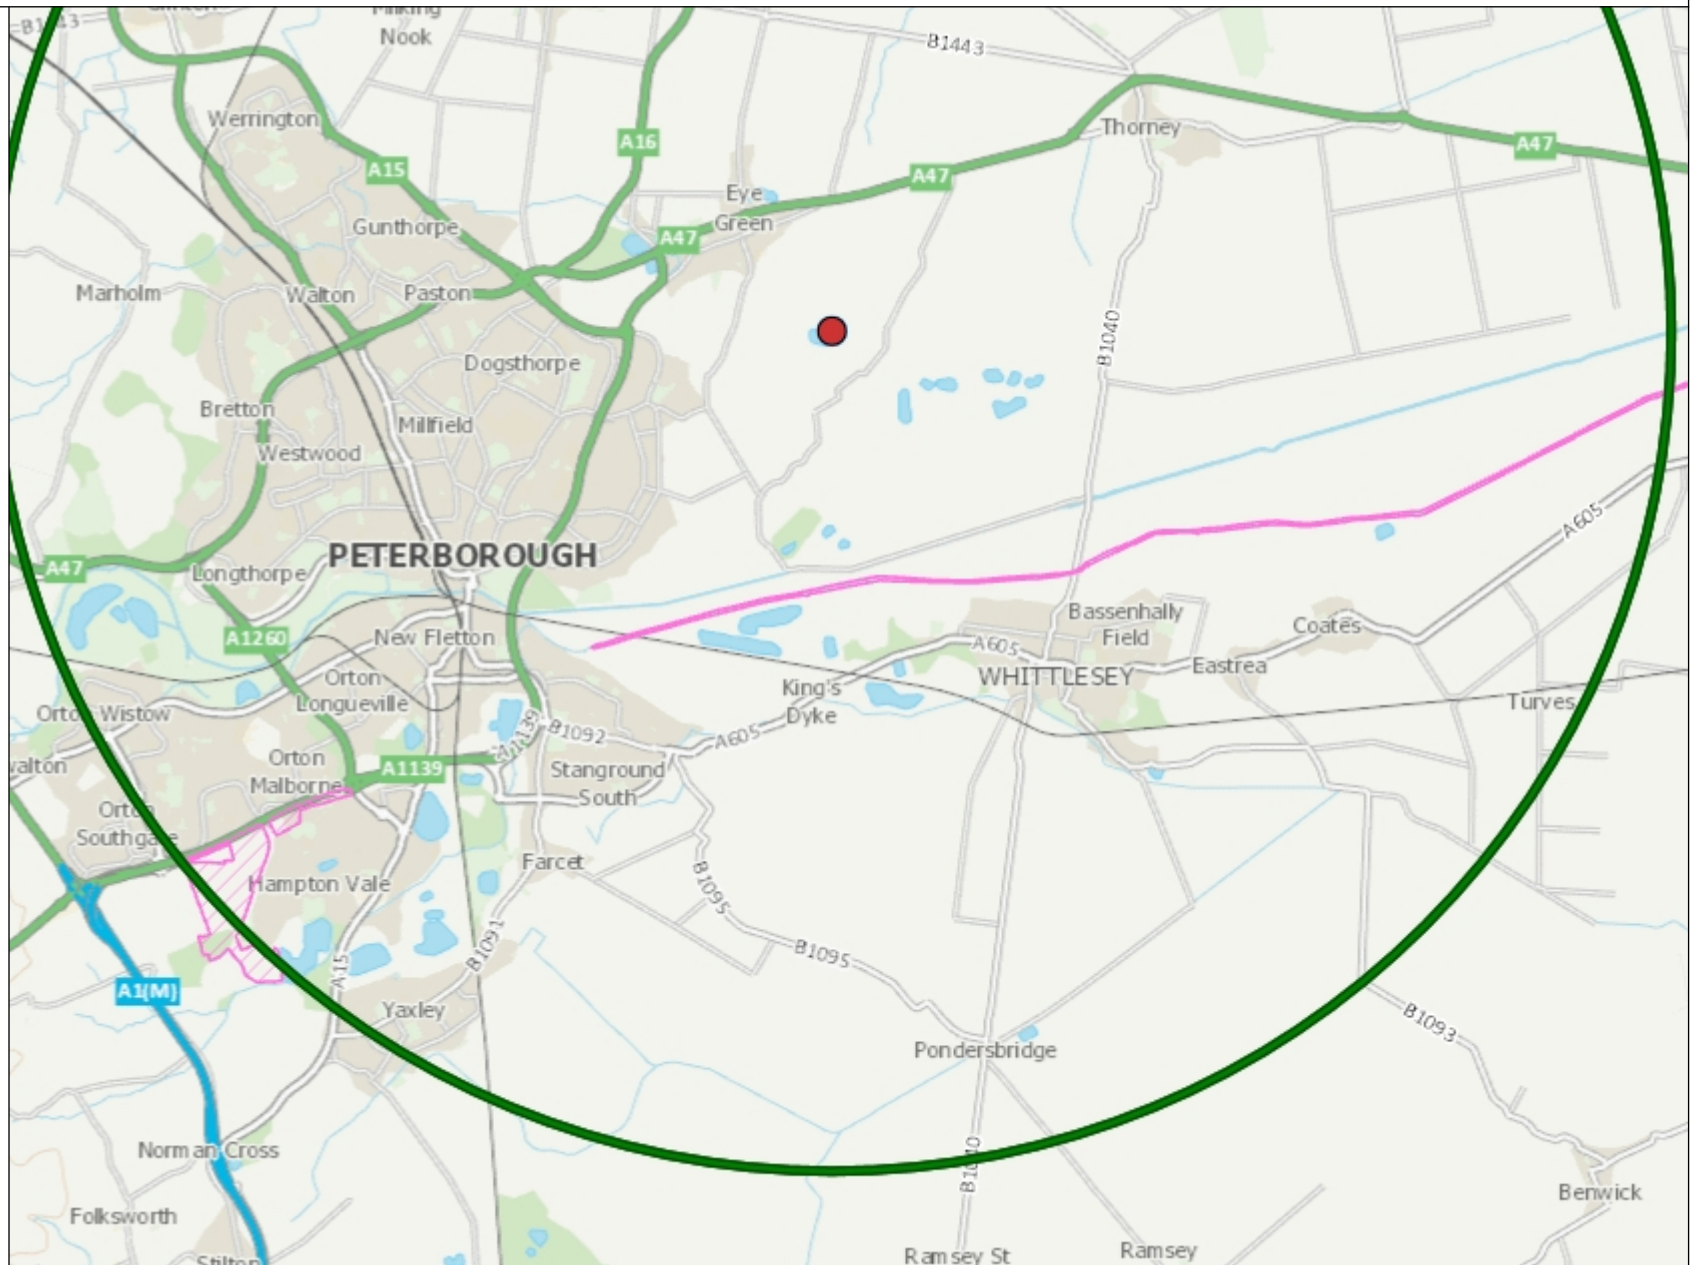 B1443
Milking
Nook
B1443
Werrington
A15
A16
A47
Thorney
A47
Eye
Green
Gunthorpe
A47
Marholm
Walton
Paston
B1040
Dogsthorpe
Bretton
Millfield
Westwood
A605
PETERBOROUGH
A47
Longthorpe
A1260
New Fletton
Bassenhally
Field
Coates
A605
WHITTLESEY
Eastrea
Orton
Longueville
King's
Dyke
Turves
Orton Wistow
A1139
B1092
A605
Orton
Malborne
A1139
Stanground
South
Orton
Southgate
Farcet
Hampton Vale
B1095
B1091
B1095
A15
A1(M)
Yaxley
Pondersbridge
B1093
Norman Cross
B1040
Folksworth
Benwick
Stilton
Ramsey St
Ramsey